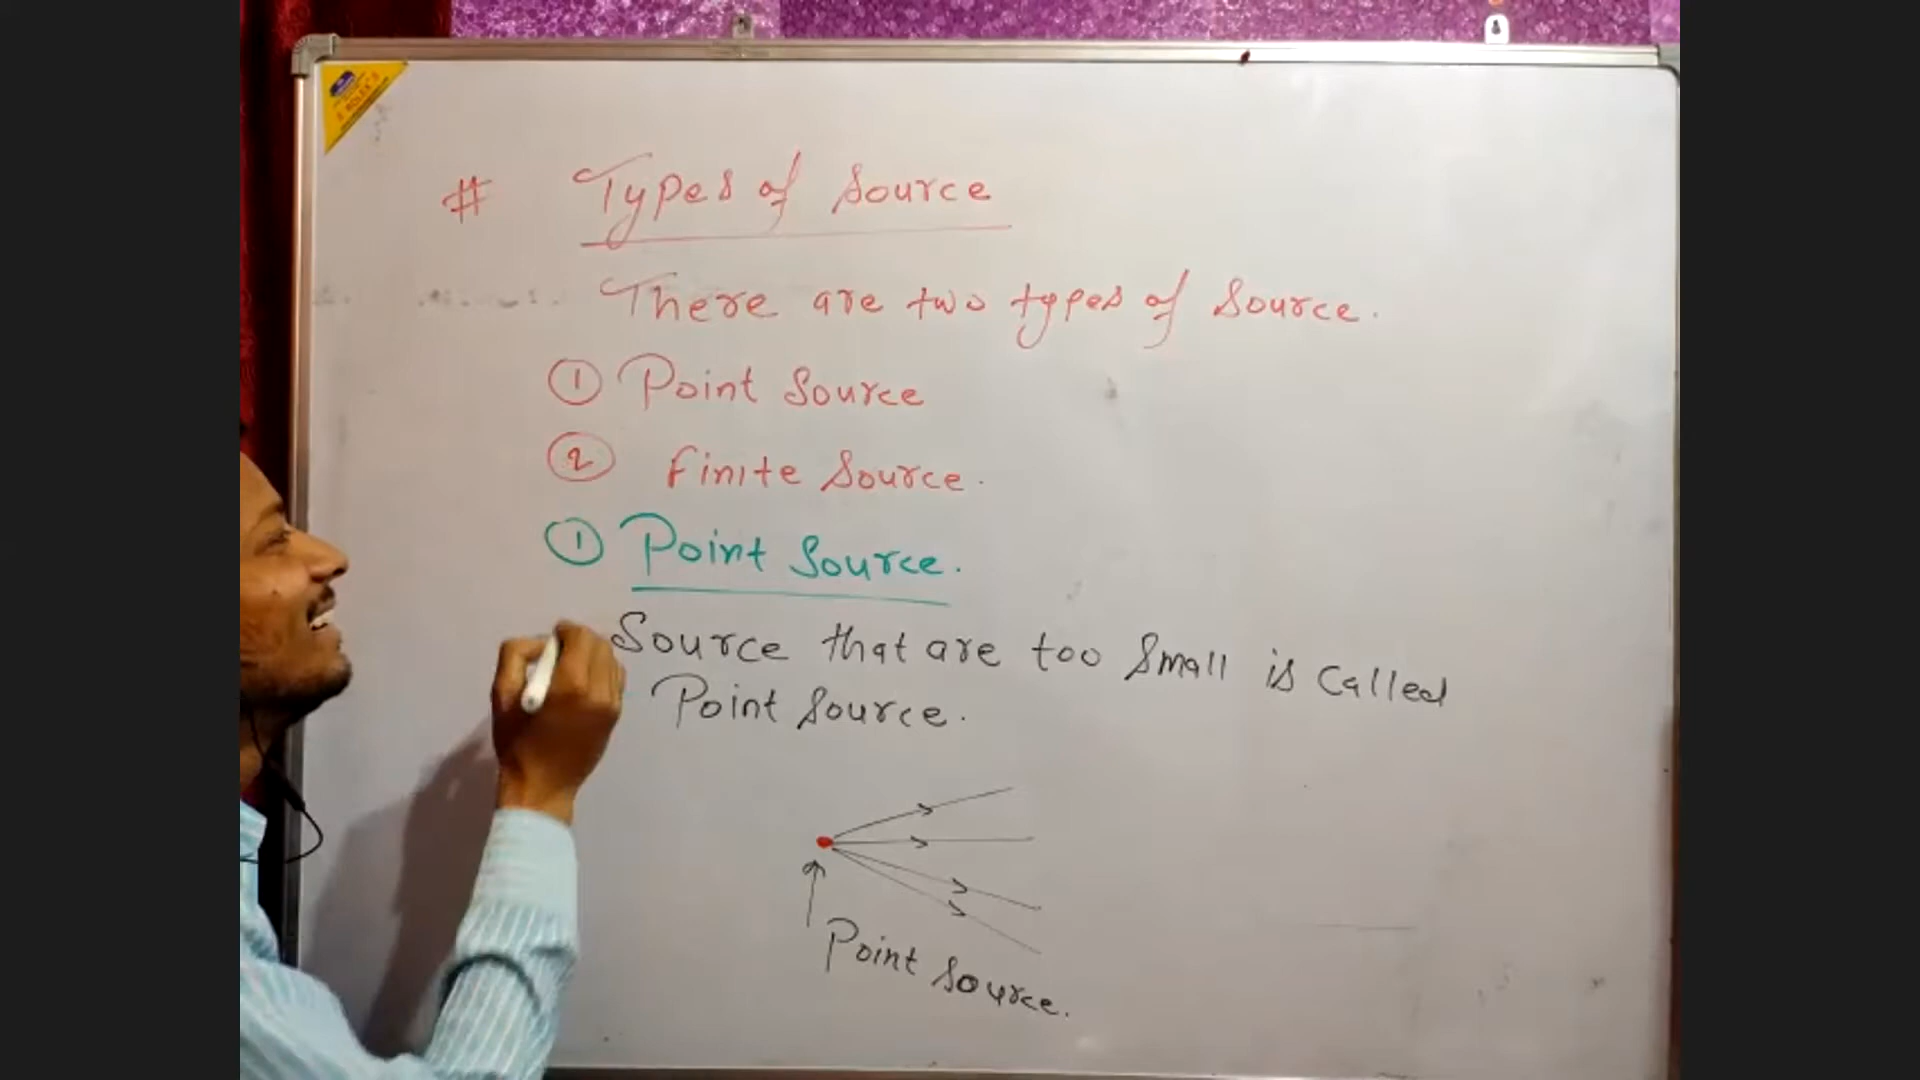 # Types of Source
There are two types of Source.
① Point Source
② Finite Source.
① Point Source.
Source that are too Small is Called
Point Source.
Point Source.